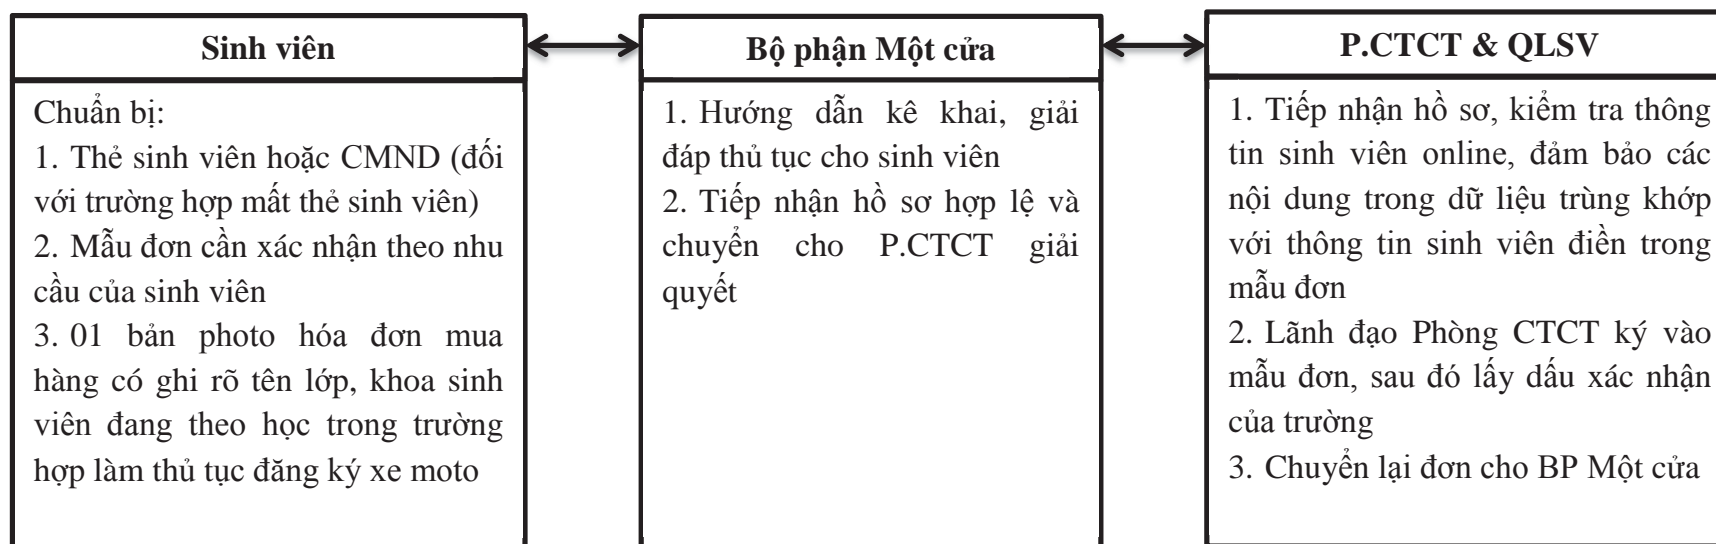 Sinh viên
Chuẩn bị:
1. Thẻ sinh viên hoặc CMND (đối
với trường hợp mất thẻ sinh viên)
2. Mẫu đơn cần xác nhận theo nhu
cầu của sinh viên
3. 01 bản photo hóa đơn mua
hàng có ghi rõ tên lớp, khoa sinh
viên đang theo học trong trường
hợp làm thủ tục đăng ký xe moto
Bộ phận Một cửa
1. Hướng dẫn kê khai, giải
đáp thủ tục cho sinh viên
2. Tiếp nhận hồ sơ hợp lệ và
chuyển cho P.CTCT giải
quyết
P.CTCT & QLSV
1. Tiếp nhận hồ sơ, kiểm tra thông
tin sinh viên online, đảm bảo các
nội dung trong dữ liệu trùng khớp
với thông tin sinh viên điền trong
mẫu đơn
2. Lãnh đạo Phòng CTCT ký vào
mẫu đơn, sau đó lấy dấu xác nhận
của trường
3. Chuyển lại đơn cho BP Một cửa